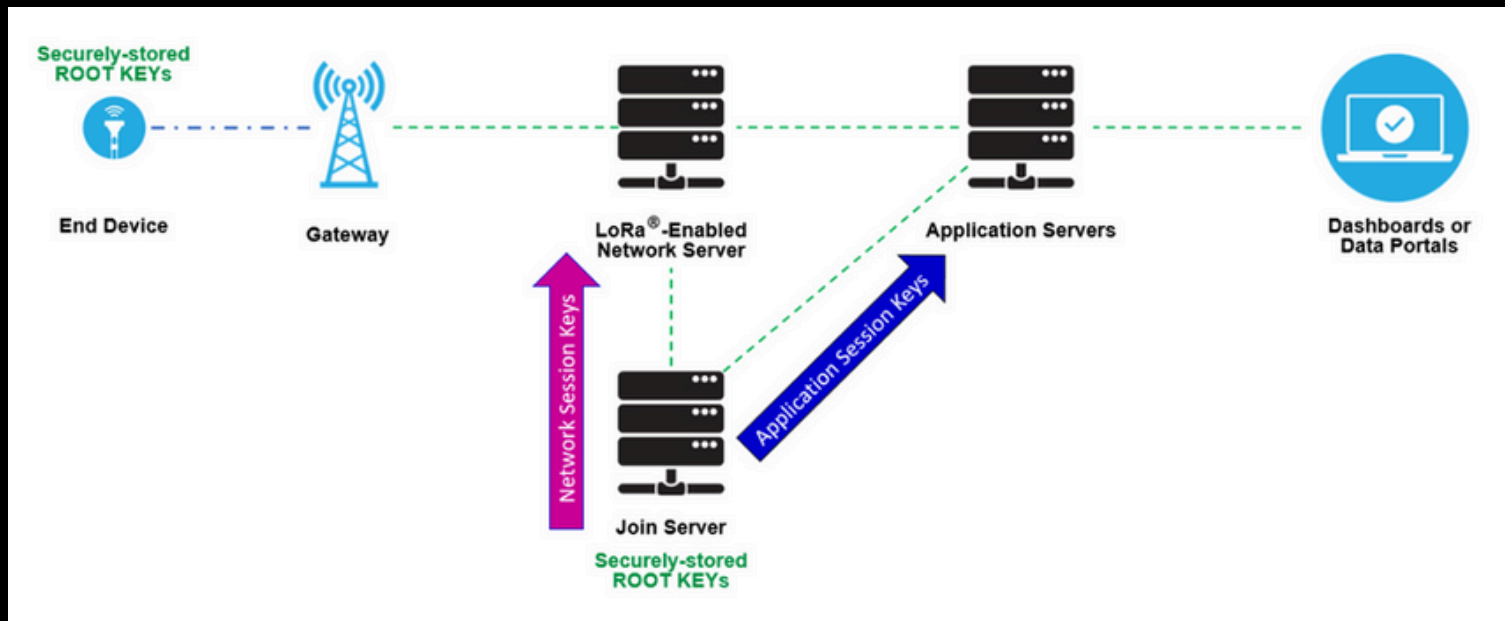 Securely-stored
ROOT KEYs
End Device
Gateway
LoRa®-Enabled
Network Server
Application Servers
Dashboards or
Data Portals
Network Session Keys
Application Session Keys
Join Server
Securely-stored
ROOT KEYs